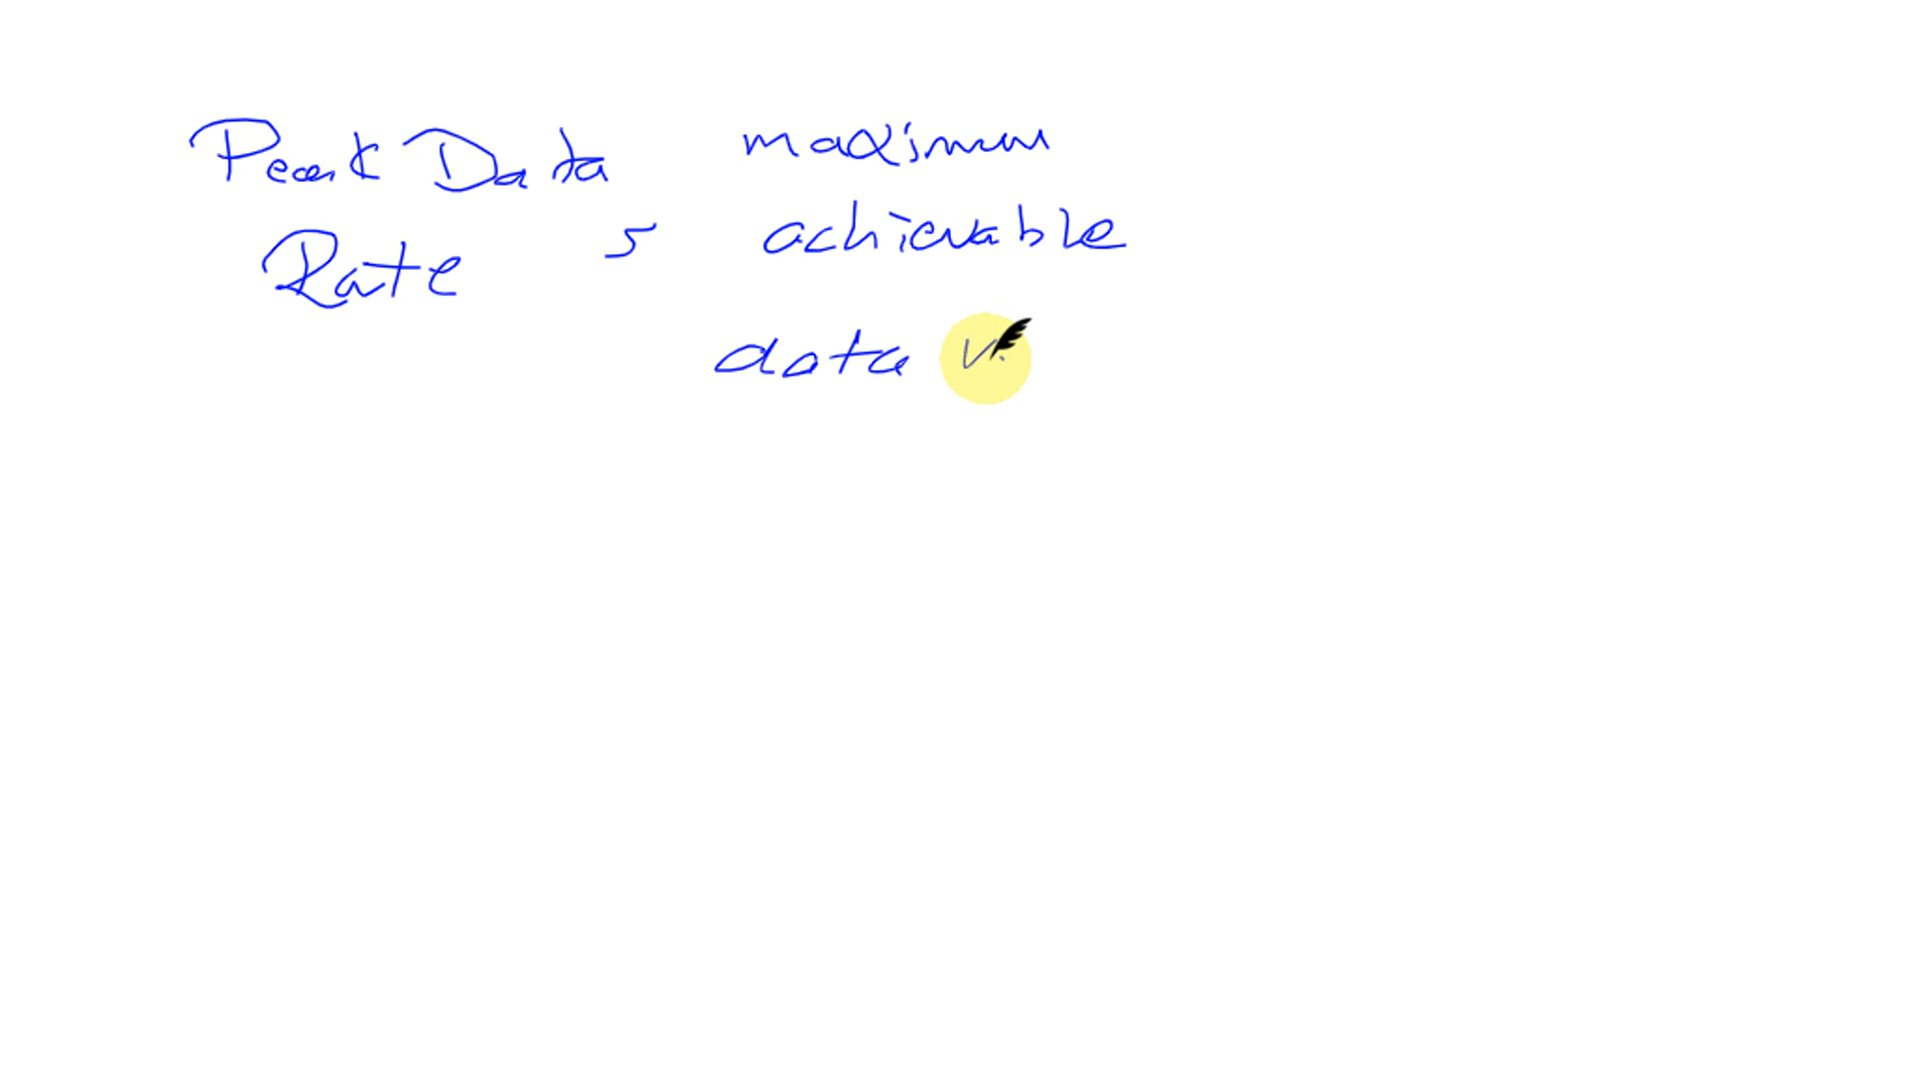 Peak Data
Rate
maximum
achievable
data